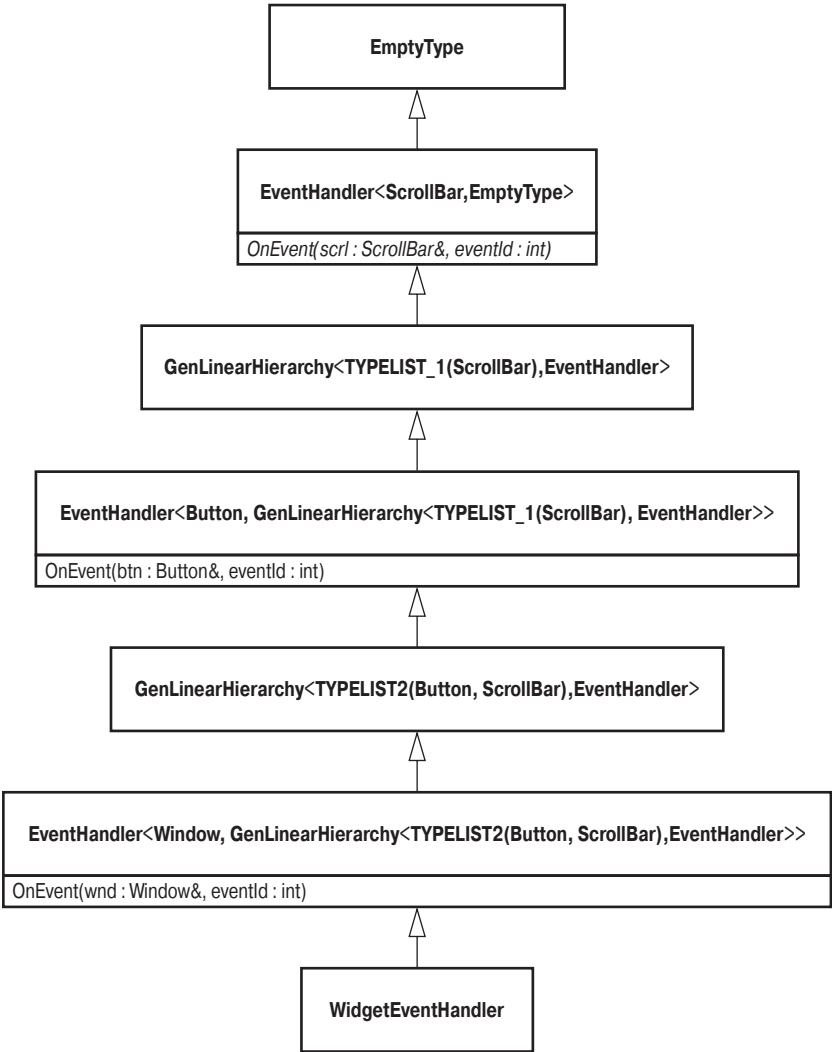 EmptyType
EventHandler<ScrollBar,EmptyType>
OnEvent(scrl : ScrollBar&, eventId : int)
GenLinearHierarchy<TYPELIST_1(ScrollBar),EventHandler>
EventHandler<Button, GenLinearHierarchy<TYPELIST_1(ScrollBar), EventHandler>>
OnEvent(btn : Button&, eventId : int)
GenLinearHierarchy<TYPELIST2(Button, ScrollBar),EventHandler>
EventHandler<Window, GenLinearHierarchy<TYPELIST2(Button, ScrollBar),EventHandler>>
OnEvent(wnd : Window&, eventId : int)
WidgetEventHandler